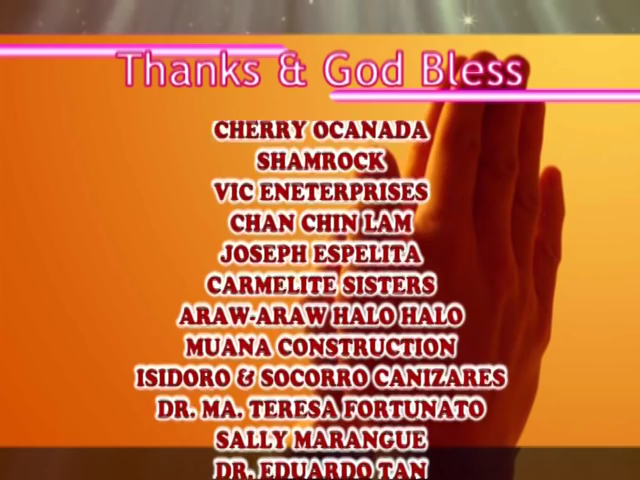 Thanks & God Bless
CHERRY OCANADA
SHAMROCK
VIC ENETERPRISES
CHAN CHIN LAM
JOSEPH ESPELITA
CARMELITE SISTERS
ARAW-ARAW HALO HALO
MUANA CONSTRUCTION
ISIDORO & SOCORRO CANIZARES
DR. MA. TERESA FORTUNATO
SALLY MARANGUE
DR. EDUARDO TAN